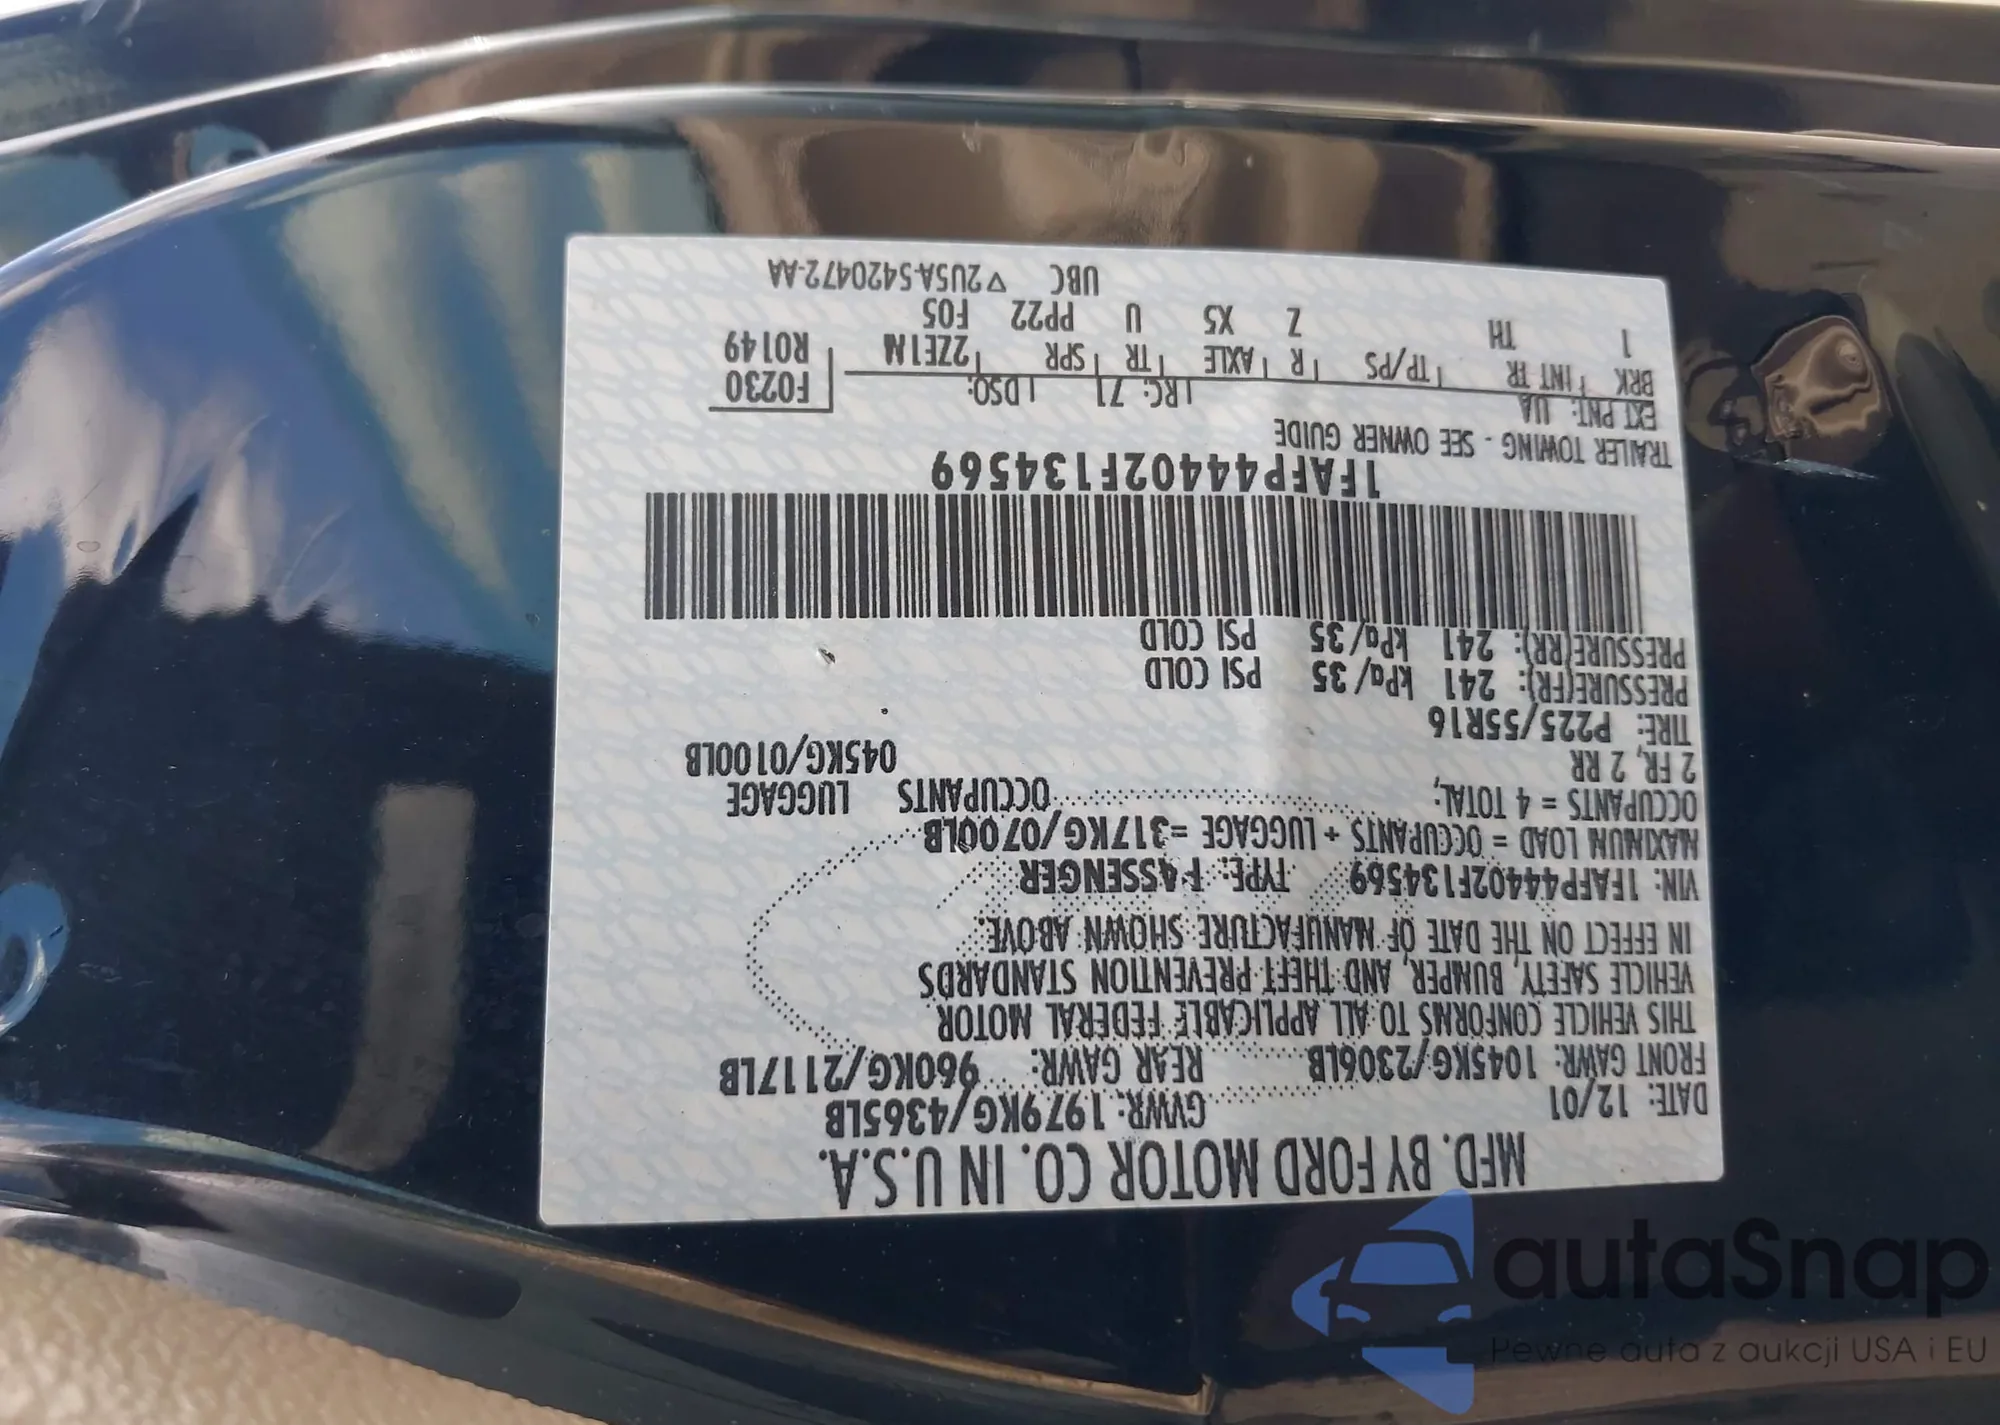 MFD. BY FORD MOTOR CO. IN U.S.A.
DATE: 12/01 GVWR: 1979KG/4365LB
FRONT GAWR: 1045KG/2306LB REAR GAWR: 960KG/2117LB
THIS VEHICLE CONFORMS TO ALL APPLICABLE FEDERAL MOTOR
VEHICLE SAFETY, BUMPER, AND THEFT PREVENTION STANDARDS
IN EFFECT ON THE DATE OF MANUFACTURE SHOWN ABOVE.
VIN: 1FAFP44402F134569 TYPE: PASSENGER
MAXIMUM LOAD = OCCUPANTS + LUGGAGE =317KG/0700LB
OCCUPANTS = 4 TOTAL; OCCUPANTS LUGGAGE
2 FR, 2 RR 045KG/0100LB
TIRE: P225/55R16
PRESSURE(FR): 241 kPa/35 PSI COLD
PRESSURE(RR): 241 kPa/35 PSI COLD
1FAFP44402F134569
TRAILER TOWING - SEE OWNER GUIDE
EXT PNT: UA RC: 71 DSO: F0230
BRK INT TR TP/PS R AXLE TR SPR 2ZE1M R0149
1 TH Z X5 U PP22 F05
UBC ▽2U5A-5420472-AA
autaSnap
Pewne auta z aukcji USA i EU